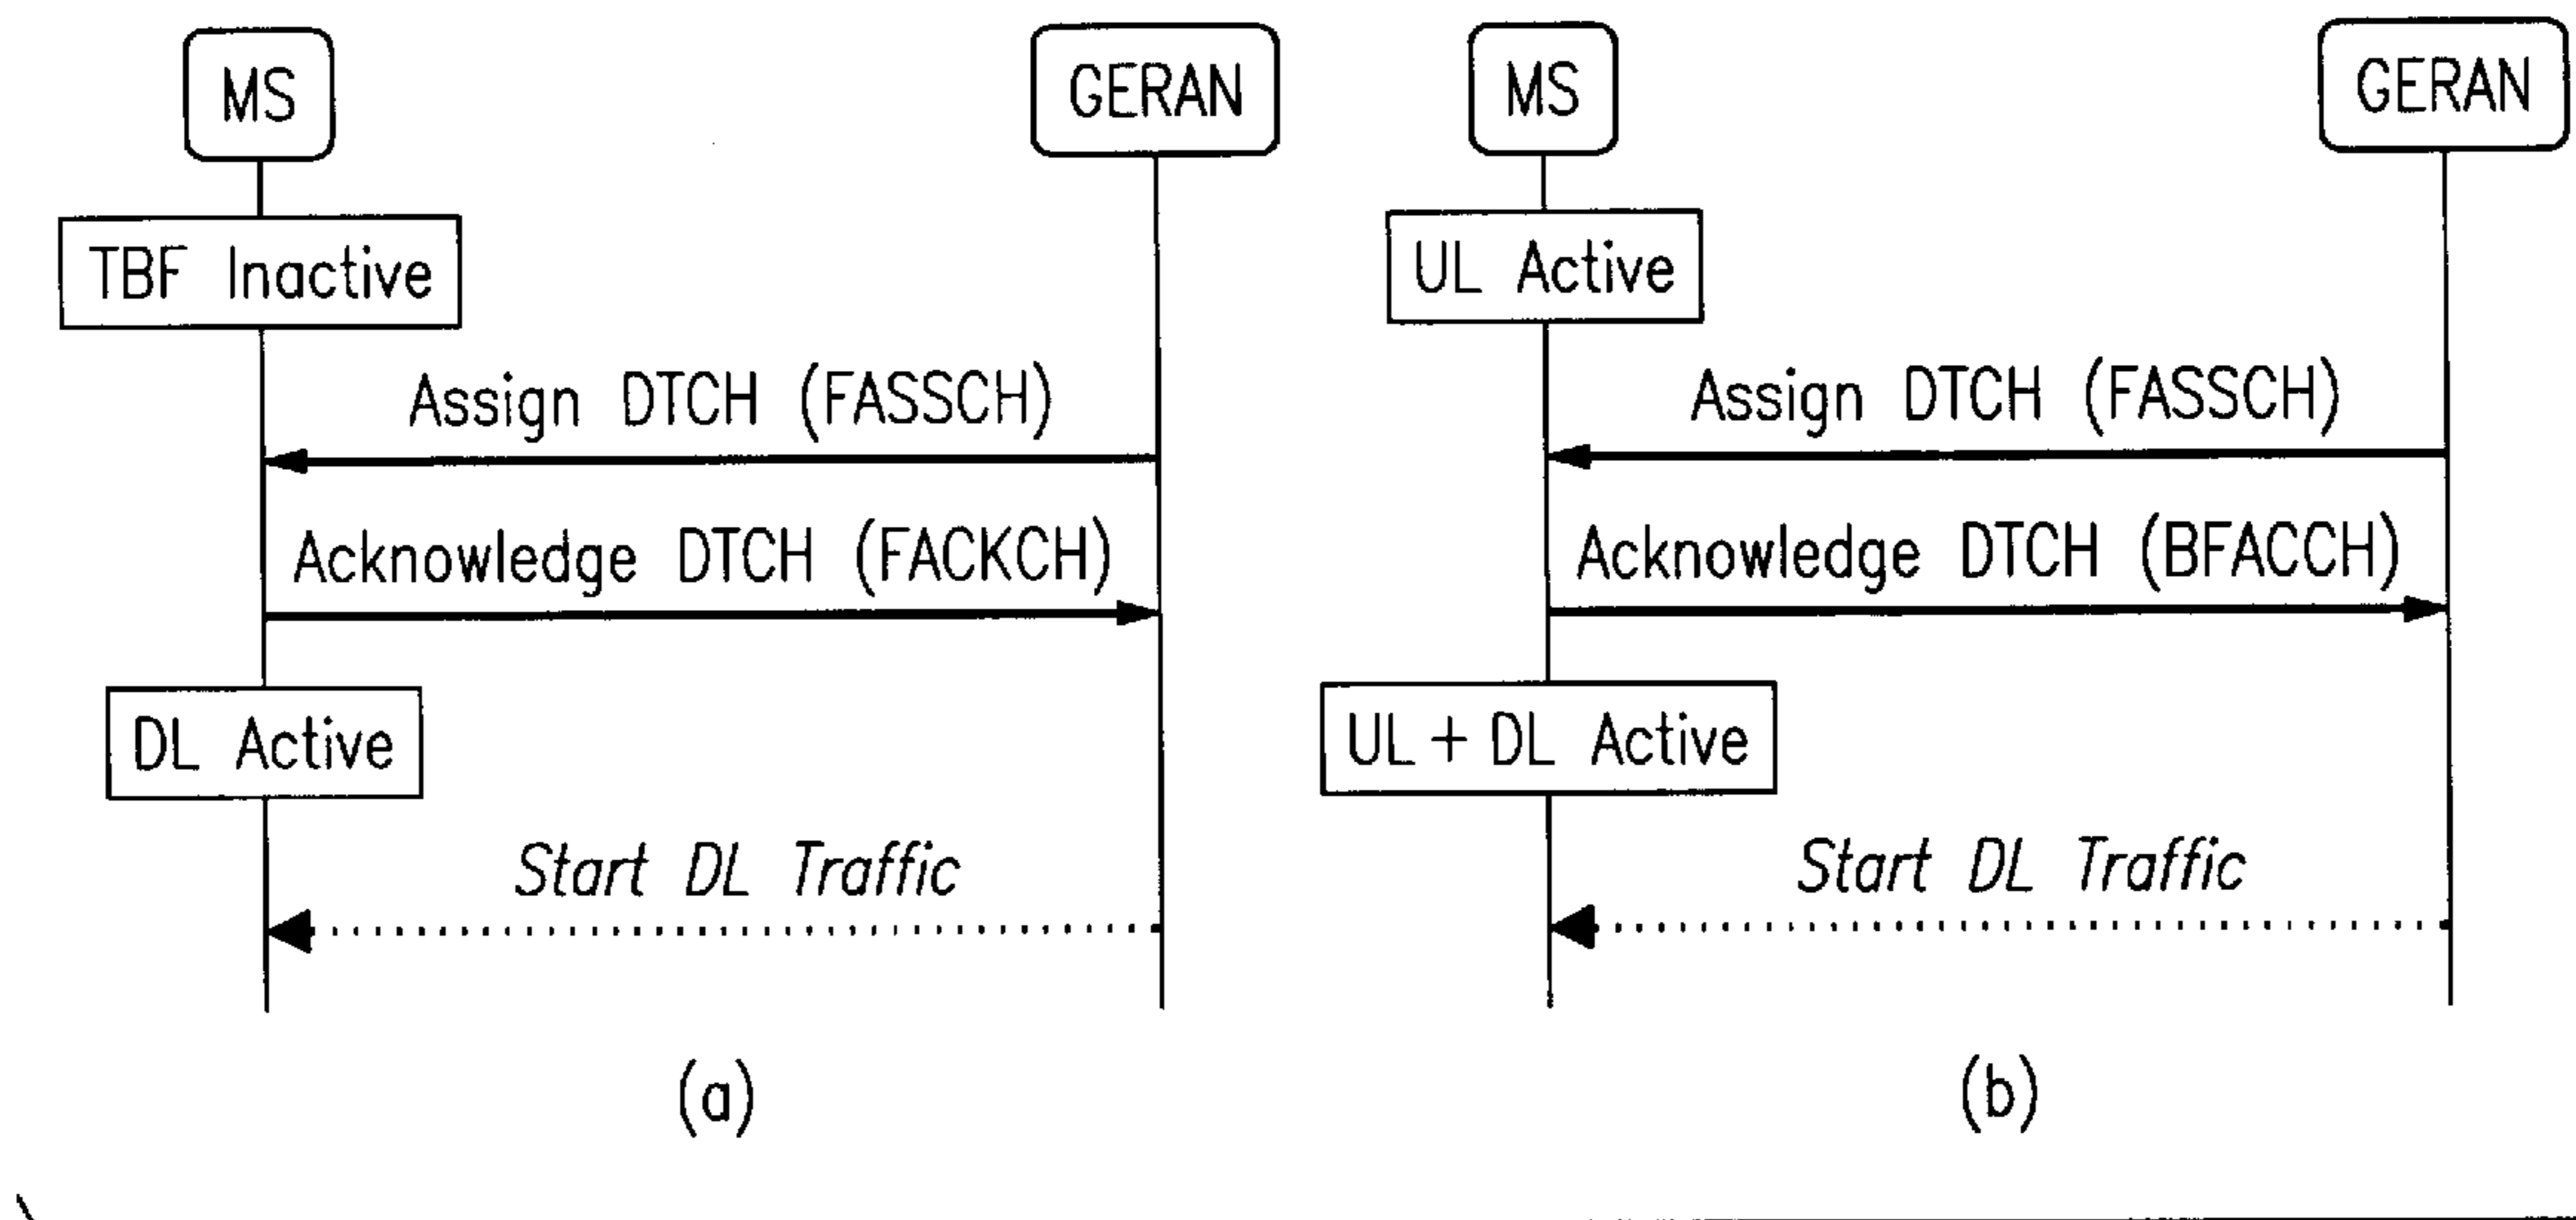 MS
GERAN
TBF Inactive
Assign DTCH (FASSCH)
Acknowledge DTCH (FACKCH)
DL Active
Start DL Traffic
(a)
MS
GERAN
UL Active
Assign DTCH (FASSCH)
Acknowledge DTCH (BFACCH)
UL + DL Active
Start DL Traffic
(b)